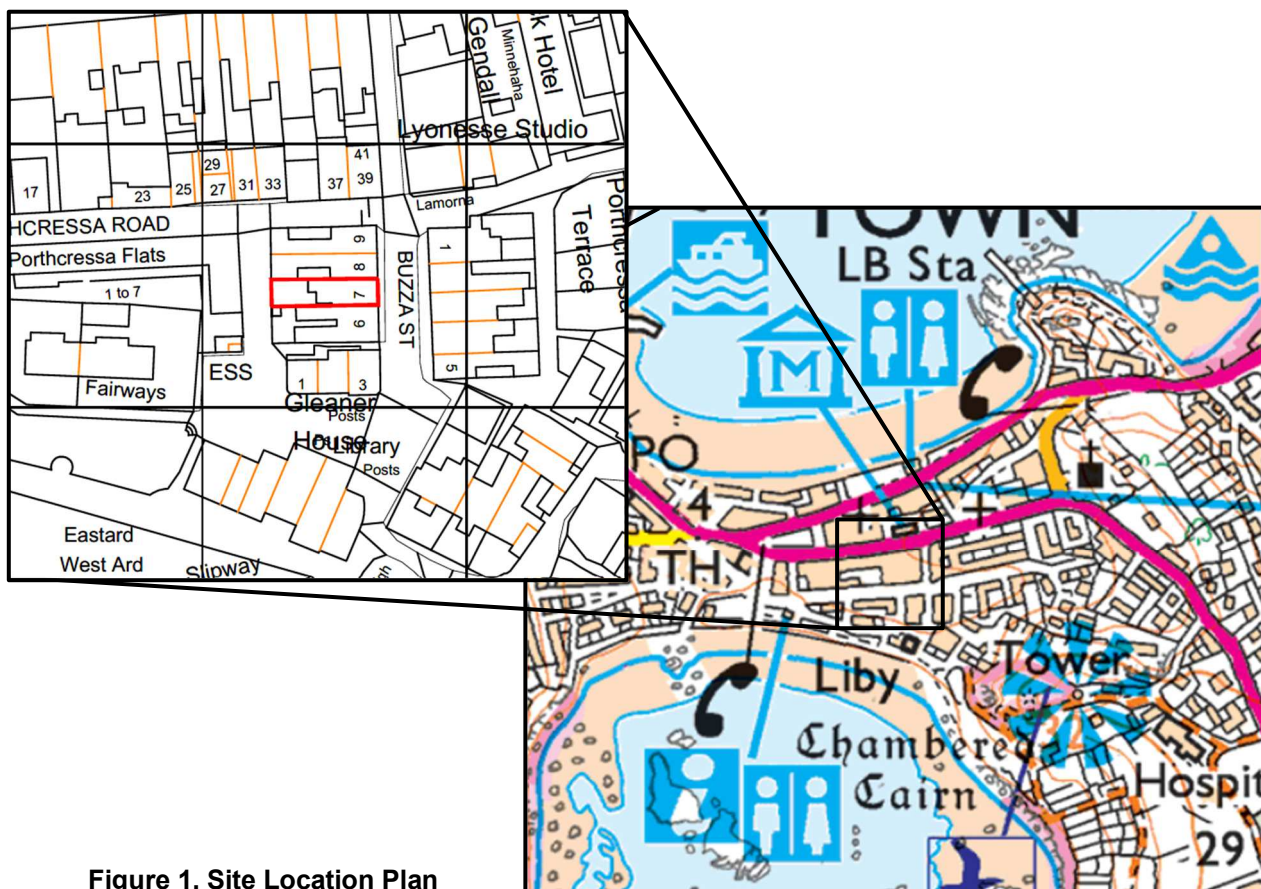 Gendall
Minnehaha
k Hotel
Lyonesse Studio
41
29
17
23
25
27
31
33
37
39
Lamorna
HCRESSA ROAD
Porthcressa Flats
1 to 7
9
8
7
6
1
5
BUZZA ST
Terrace
Porthcressa
Fairways
ESS
1
3
Gleaner
House
Posts
Library
Posts
Eastard
West Ard
Slipway
TOWN
LB Sta
M
PO
4
TH
Tower
Liby
Chambered
Cairn
Hospit
29
Figure 1. Site Location Plan